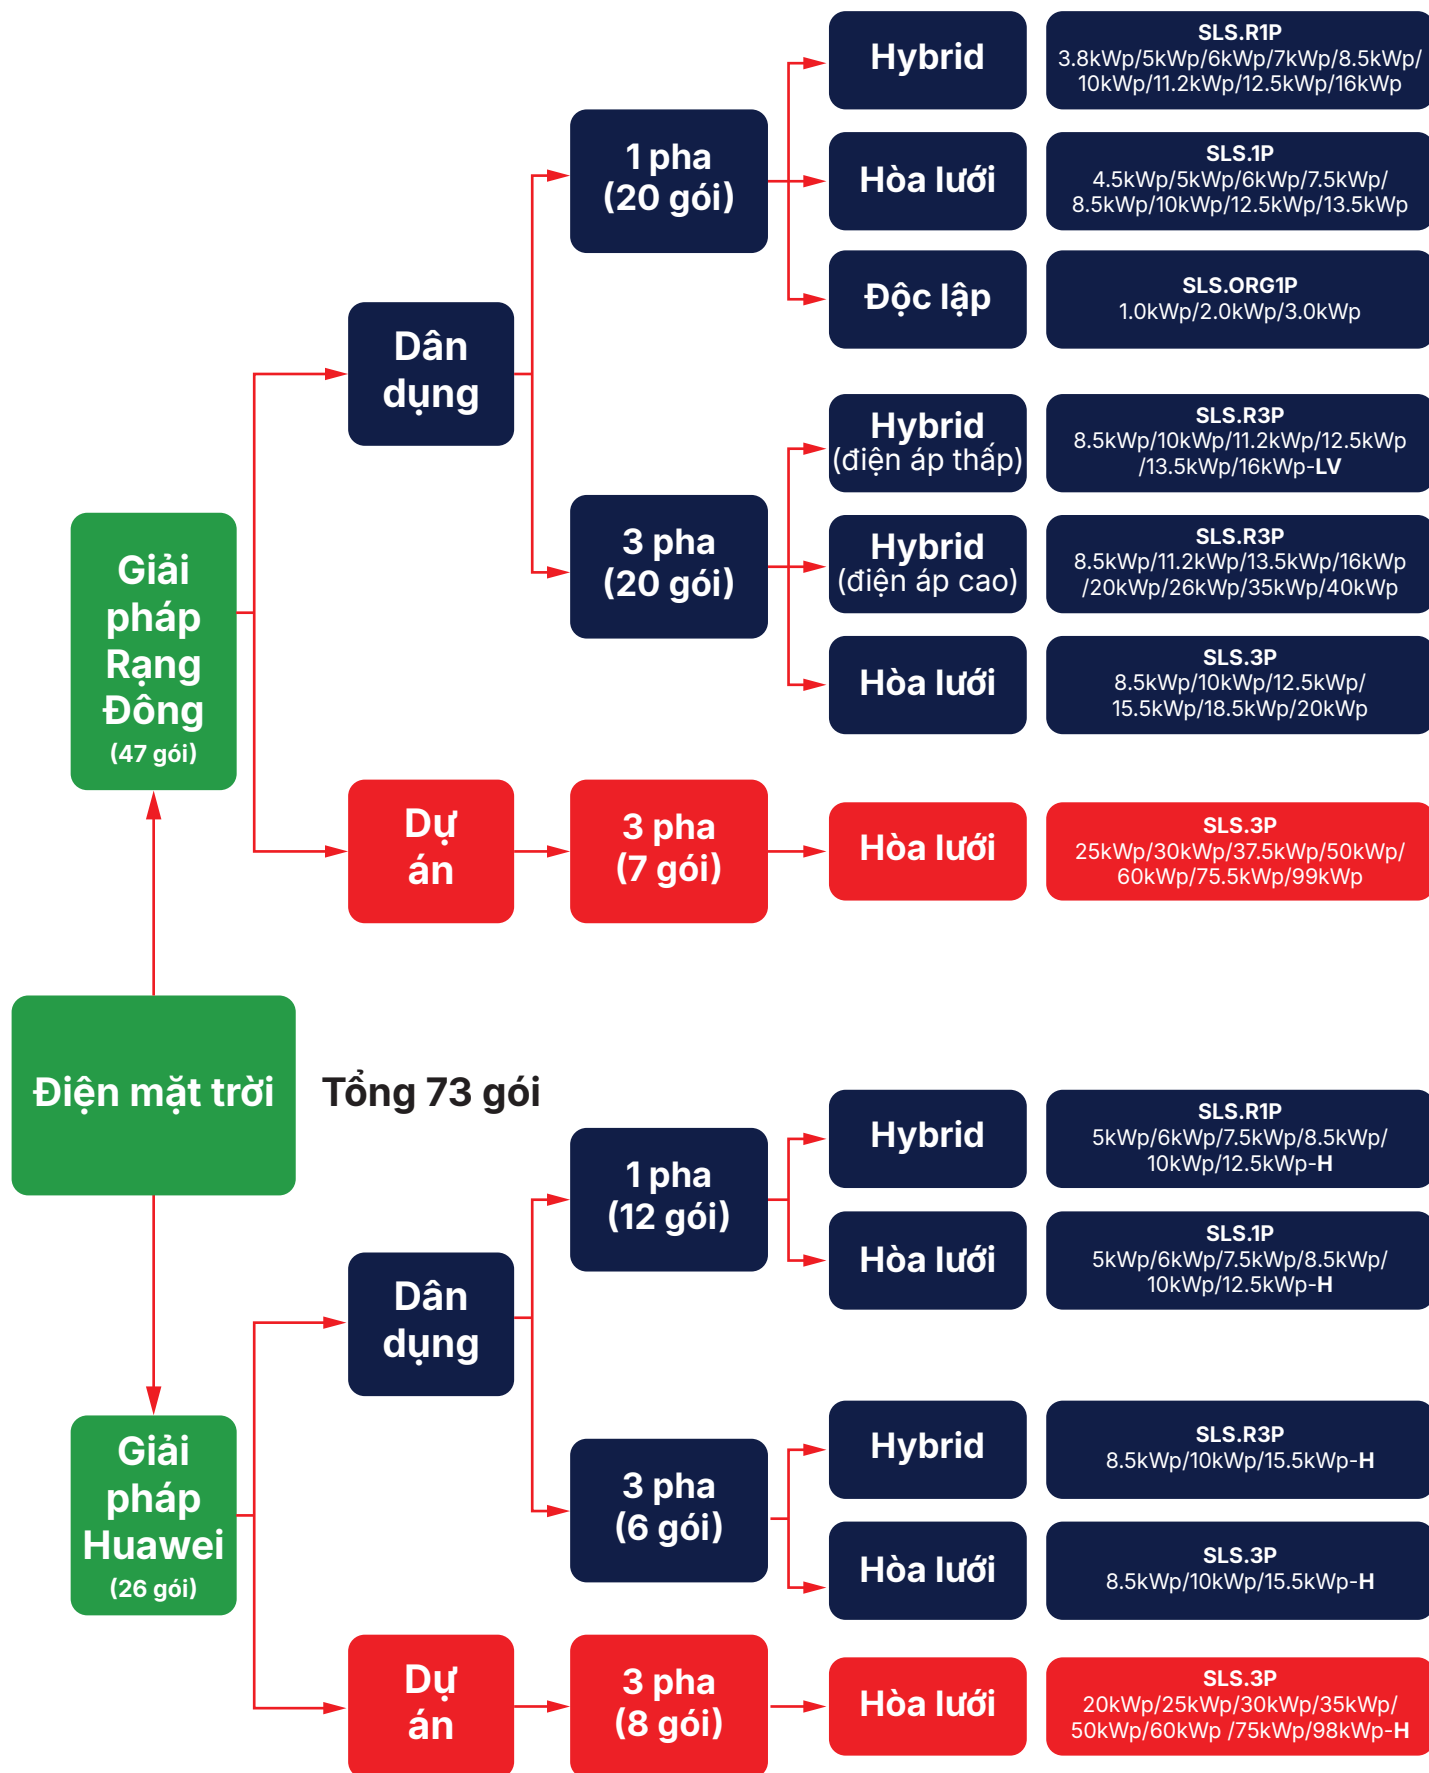 Hybrid
SLS.R1P
3.8kWp/5kWp/6kWp/7kWp/8.5kWp/
10kWp/11.2kWp/12.5kWp/16kWp
1 pha
(20 gói)
Hòa lưới
SLS.1P
4.5kWp/5kWp/6kWp/7.5kWp/
8.5kWp/10kWp/12.5kWp/13.5kWp
Độc lập
SLS.ORG1P
1.0kWp/2.0kWp/3.0kWp
Dân
dụng
Hybrid
(điện áp thấp)
SLS.R3P
8.5kWp/10kWp/11.2kWp/12.5kWp
/13.5kWp/16kWp-LV
3 pha
(20 gói)
Hybrid
(điện áp cao)
SLS.R3P
8.5kWp/11.2kWp/13.5kWp/16kWp
/20kWp/26kWp/35kWp/40kWp
Hòa lưới
SLS.3P
8.5kWp/10kWp/12.5kWp/
15.5kWp/18.5kWp/20kWp
Giải
pháp
Rạng
Đông
(47 gói)
Dự
án
3 pha
(7 gói)
Hòa lưới
SLS.3P
25kWp/30kWp/37.5kWp/50kWp/
60kWp/75.5kWp/99kWp
Điện mặt trời
Tổng 73 gói
1 pha
(12 gói)
Hybrid
SLS.R1P
5kWp/6kWp/7.5kWp/8.5kWp/
10kWp/12.5kWp-H
Hòa lưới
SLS.1P
5kWp/6kWp/7.5kWp/8.5kWp/
10kWp/12.5kWp-H
Dân
dụng
3 pha
(6 gói)
Hybrid
SLS.R3P
8.5kWp/10kWp/15.5kWp-H
Hòa lưới
SLS.3P
8.5kWp/10kWp/15.5kWp-H
Giải
pháp
Huawei
(26 gói)
Dự
án
3 pha
(8 gói)
Hòa lưới
SLS.3P
20kWp/25kWp/30kWp/35kWp/
50kWp/60kWp /75kWp/98kWp-H